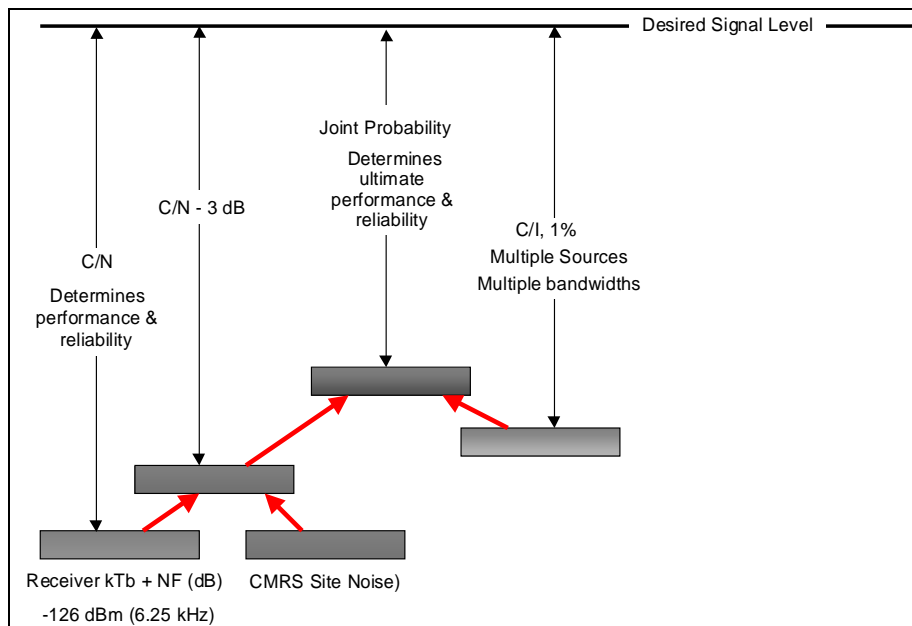 Desired Signal Level
Joint Probability
Determines
ultimate
performance &
reliability
C/N - 3 dB
C/I, 1%
Multiple Sources
Multiple bandwidths
C/N
Determines
performance &
reliability
Receiver kTb + NF (dB)
-126 dBm (6.25 kHz)
CMRS Site Noise)